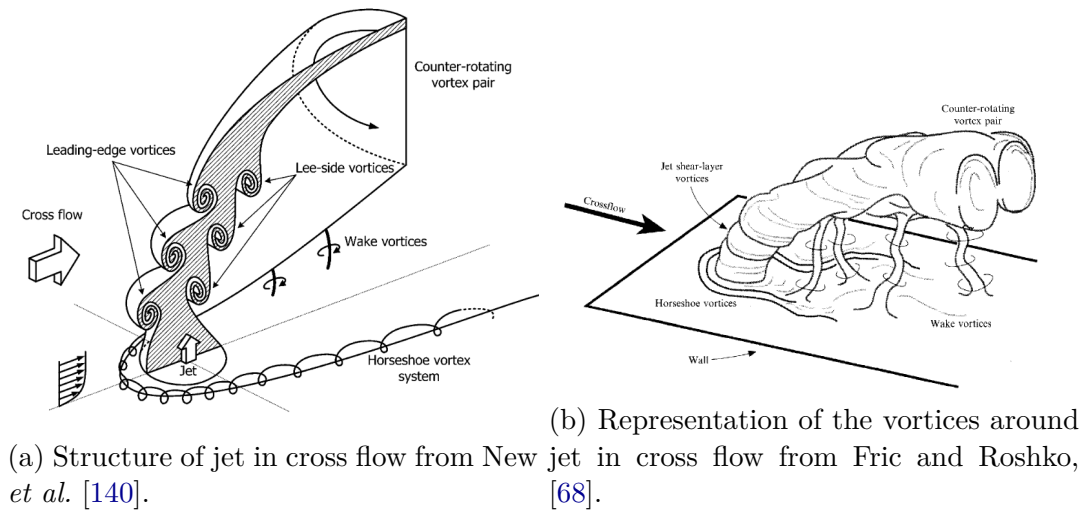 Counter-rotating
vortex pair
Leading-edge vortices
Lee-side vortices
Cross flow
Wake vortices
Horseshoe vortex
system
Jet
Counter-rotating
vortex pair
Jet shear-layer
vortices
Crossflow
Horseshoe vortices
Wake vortices
Wall
(a) Structure of jet in cross flow from New
et al. [140].
(b) Representation of the vortices around
jet in cross flow from Fric and Roshko,
[68].